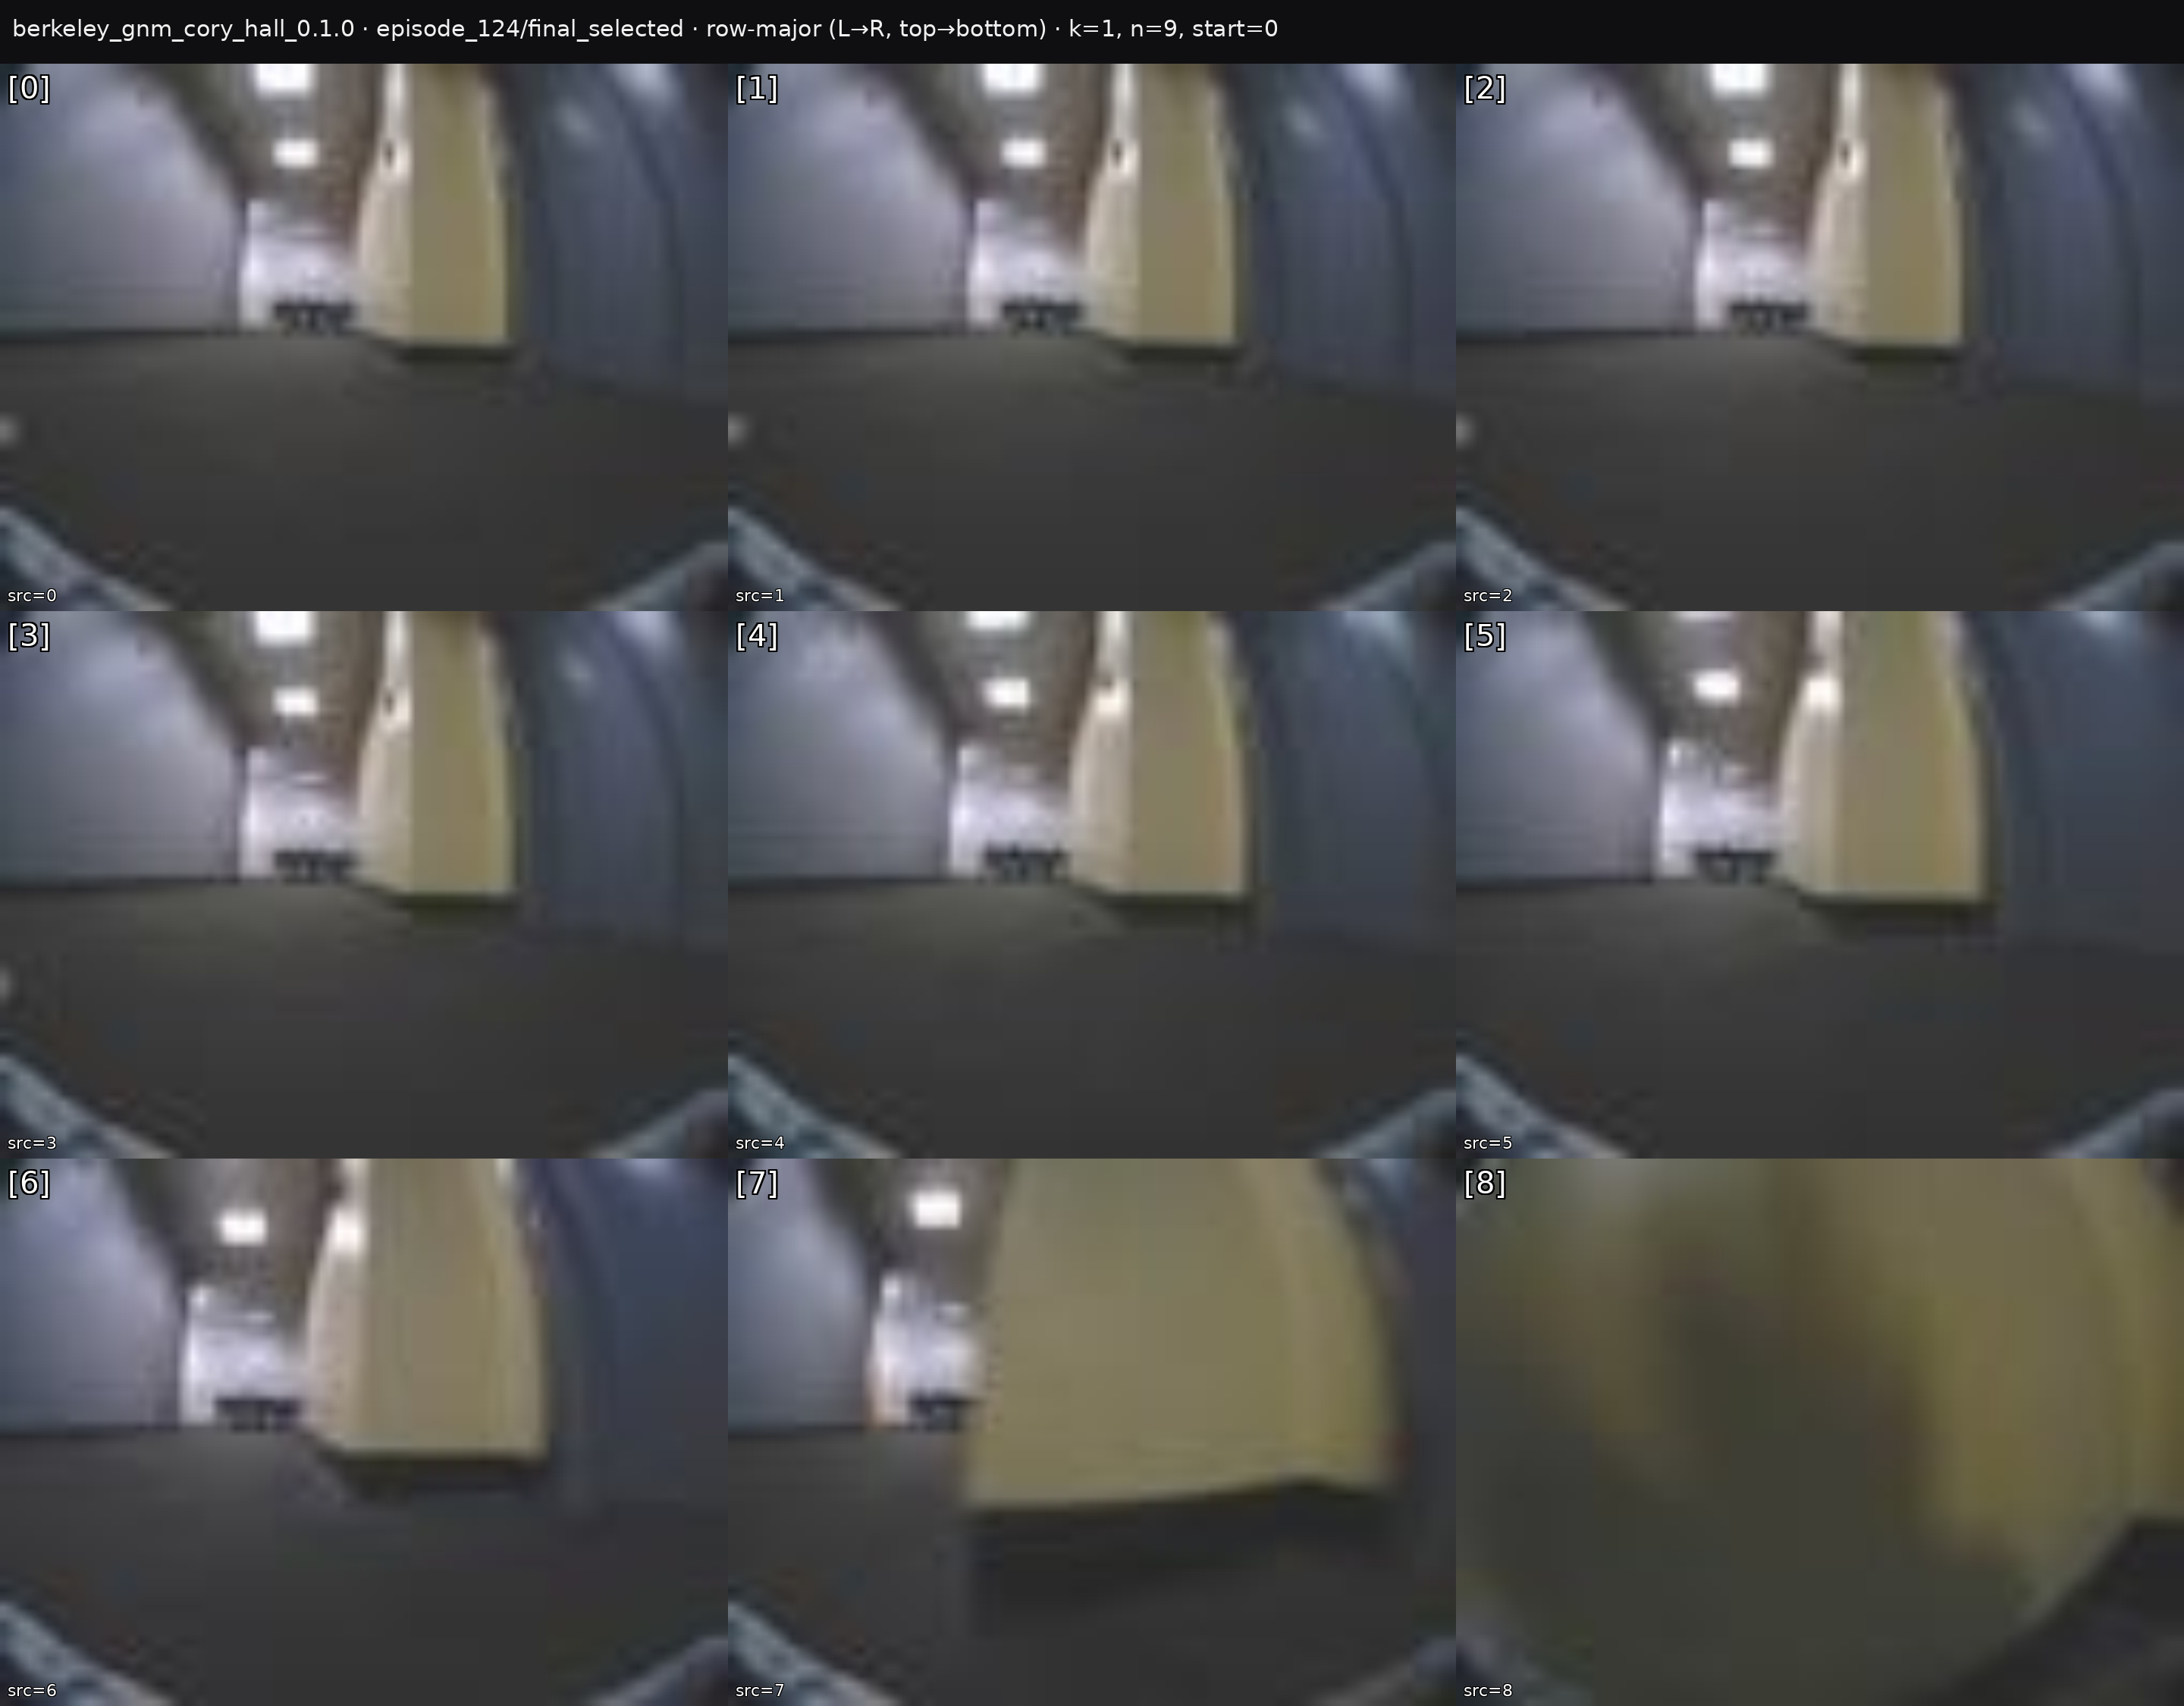 berkeley_gnm_cory_hall_0.1.0 · episode_124/final_selected · row-major (L→R, top→bottom) · k=1, n=9, start=0
[0]
[1]
[2]
src=0
src=1
src=2
[3]
[4]
[5]
src=3
src=4
src=5
[6]
[7]
[8]
src=6
src=7
src=8